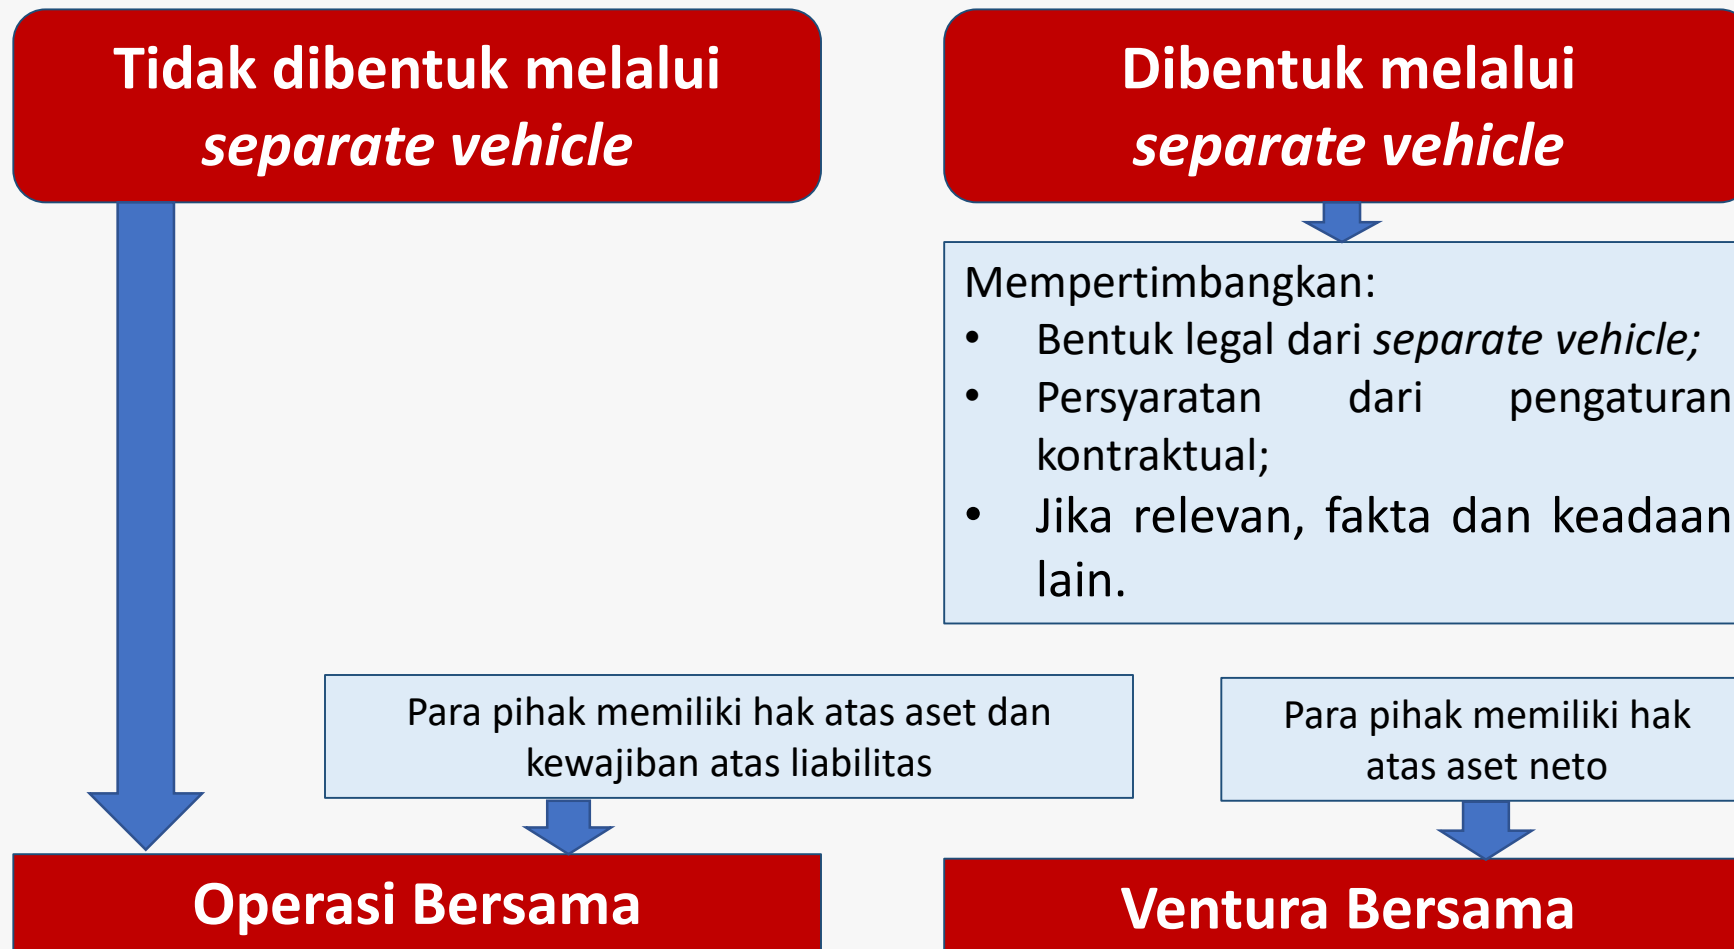 Tidak dibentuk melalui
separate vehicle
Dibentuk melalui
separate vehicle
Mempertimbangkan:
• Bentuk legal dari separate vehicle;
• Persyaratan dari pengaturan
kontraktual;
• Jika relevan, fakta dan keadaan
lain.
Para pihak memiliki hak atas aset dan
kewajiban atas liabilitas
Para pihak memiliki hak
atas aset neto
Operasi Bersama
Ventura Bersama